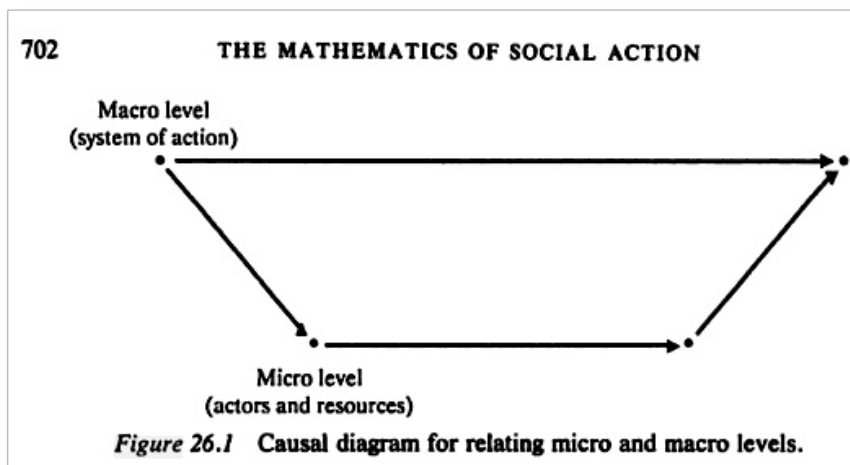 702 THE MATHEMATICS OF SOCIAL ACTION
Macro level
(system of action)
Micro level
(actors and resources)
Figure 26.1 Causal diagram for relating micro and macro levels.